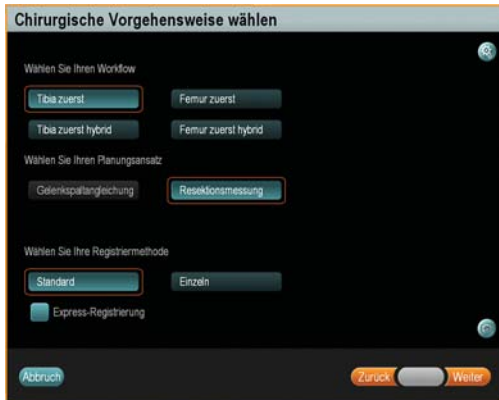 Chirurgische Vorgehensweise wählen
Wählen Sie Ihren Workflow
Tibia zuerst Femur zuerst
Tibia zuerst hybrid Femur zuerst hybrid
Wählen Sie Ihren Planungsansatz
Gelenkspaltangleichung Resektionsmessung
Wählen Sie Ihre Registriermethode
Standard Einzeln
Express-Registrierung
Abbruch Zurück Weiter